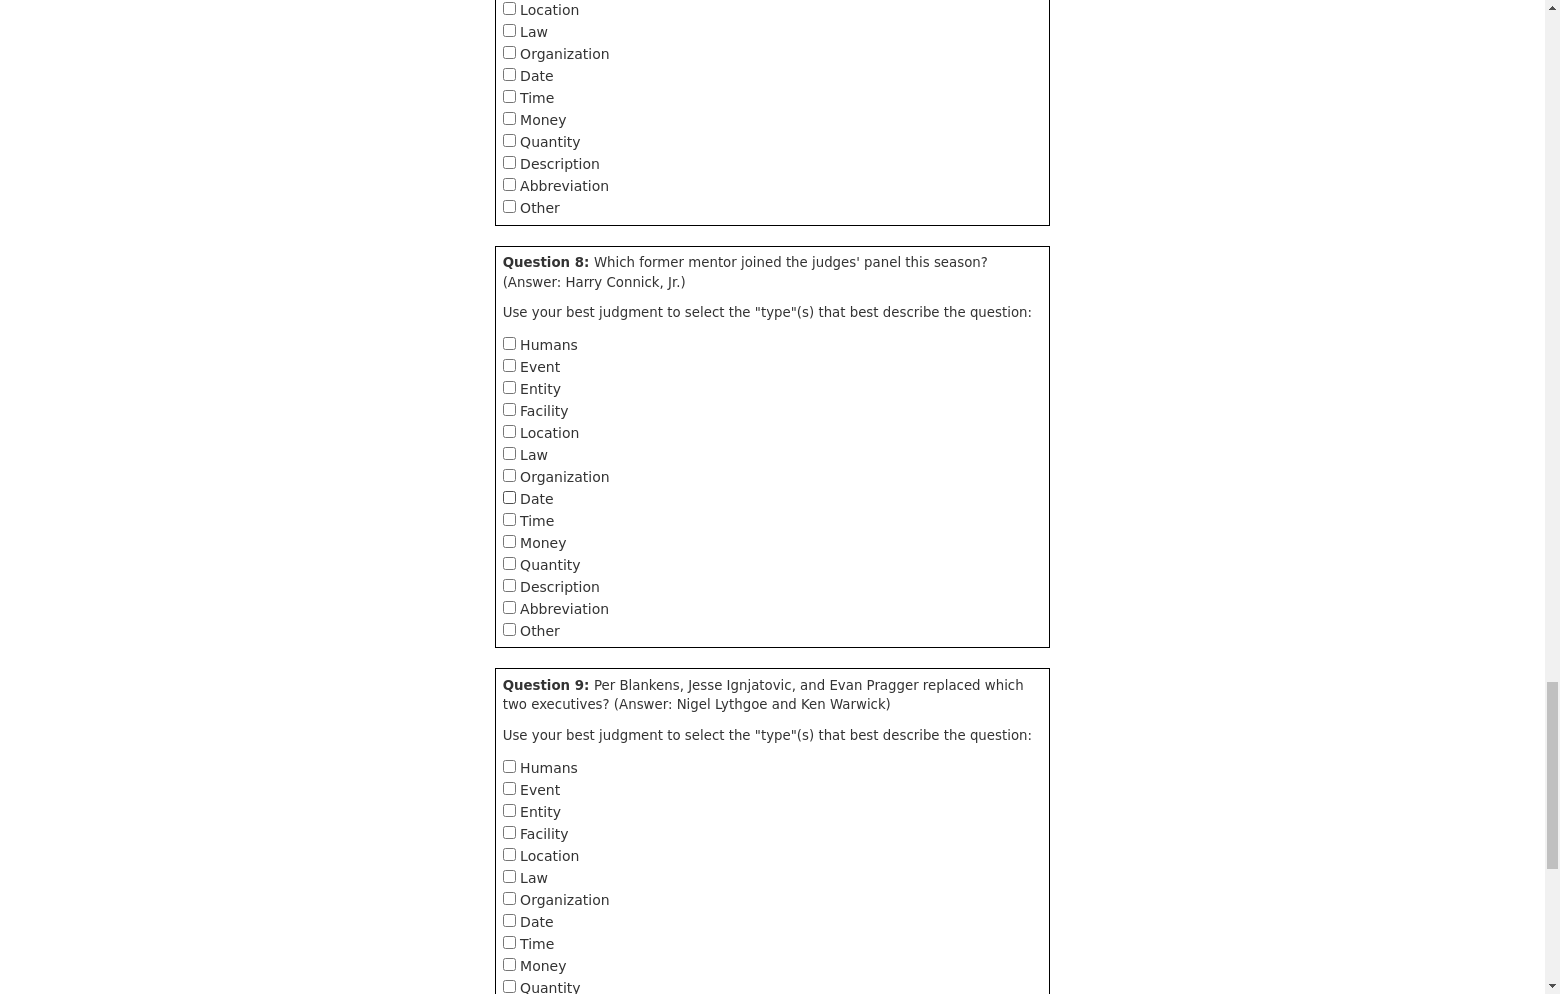 Location
Law
Organization
Date
Time
Money
Quantity
Description
Abbreviation
Other
Question 8: Which former mentor joined the judges' panel this season?
(Answer: Harry Connick, Jr.)
Use your best judgment to select the "type"(s) that best describe the question:
Humans
Event
Entity
Facility
Location
Law
Organization
Date
Time
Money
Quantity
Description
Abbreviation
Other
Question 9: Per Blankens, Jesse Ignjatovic, and Evan Pragger replaced which
two executives? (Answer: Nigel Lythgoe and Ken Warwick)
Use your best judgment to select the "type"(s) that best describe the question:
Humans
Event
Entity
Facility
Location
Law
Organization
Date
Time
Money
Quantity